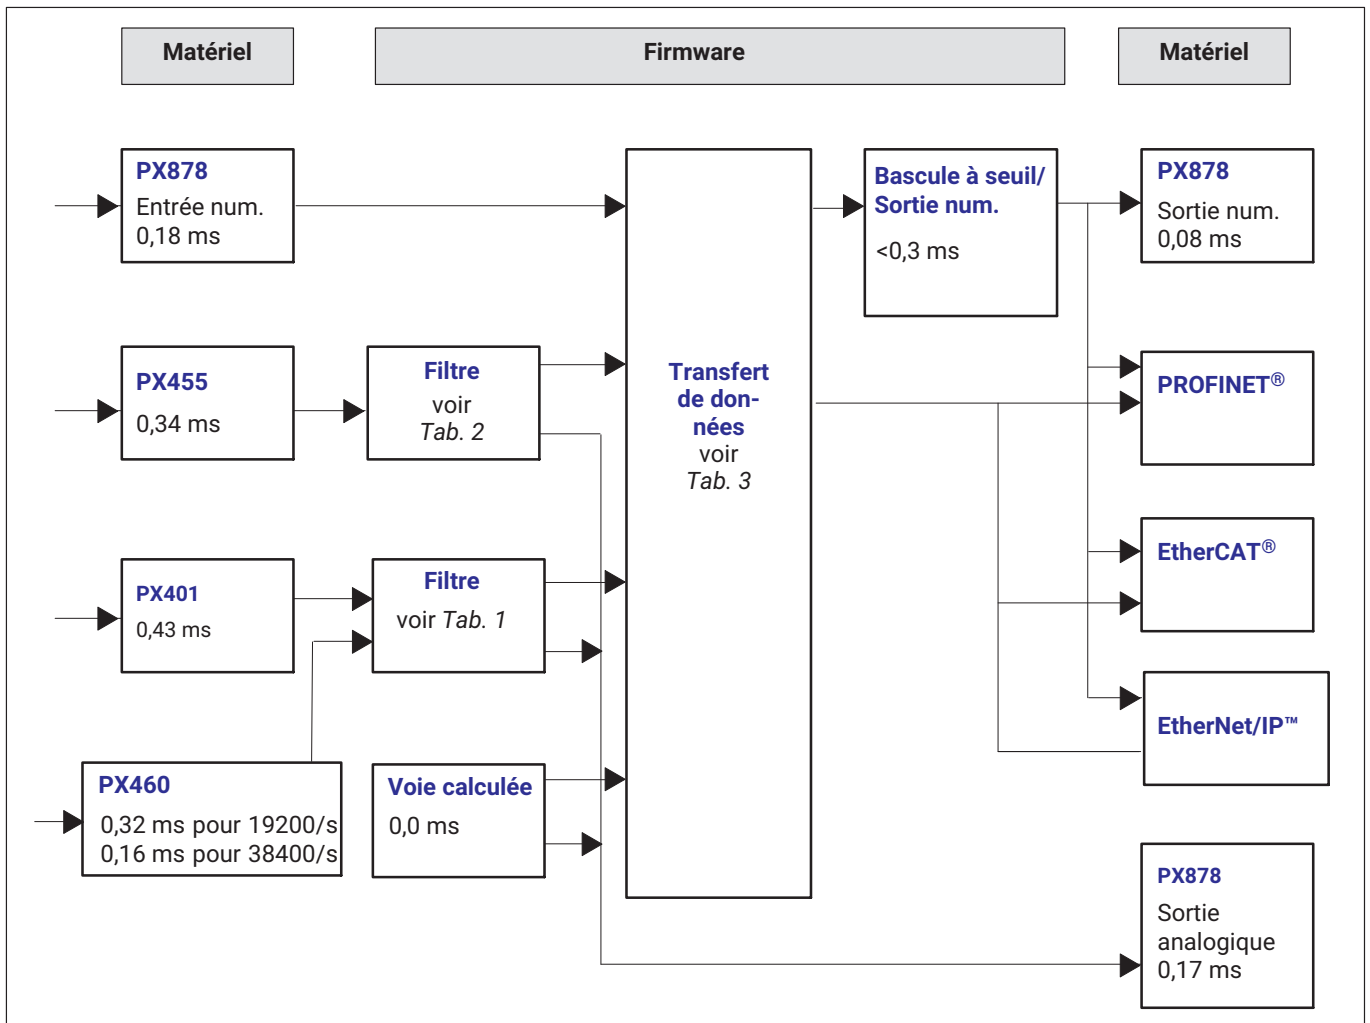 Matériel
Firmware
Matériel
PX878
Entrée num.
0,18 ms
Bascule à seuil/
Sortie num.
<0,3 ms
PX878
Sortie num.
0,08 ms
PX455
0,34 ms
Filtre
voir
Tab. 2
Transfert
de don-
nées
voir
Tab. 3
PROFINET®
PX401
0,43 ms
Filtre
voir Tab. 1
EtherCAT®
PX460
0,32 ms pour 19200/s
0,16 ms pour 38400/s
Voie calculée
0,0 ms
EtherNet/IP™
PX878
Sortie
analogique
0,17 ms